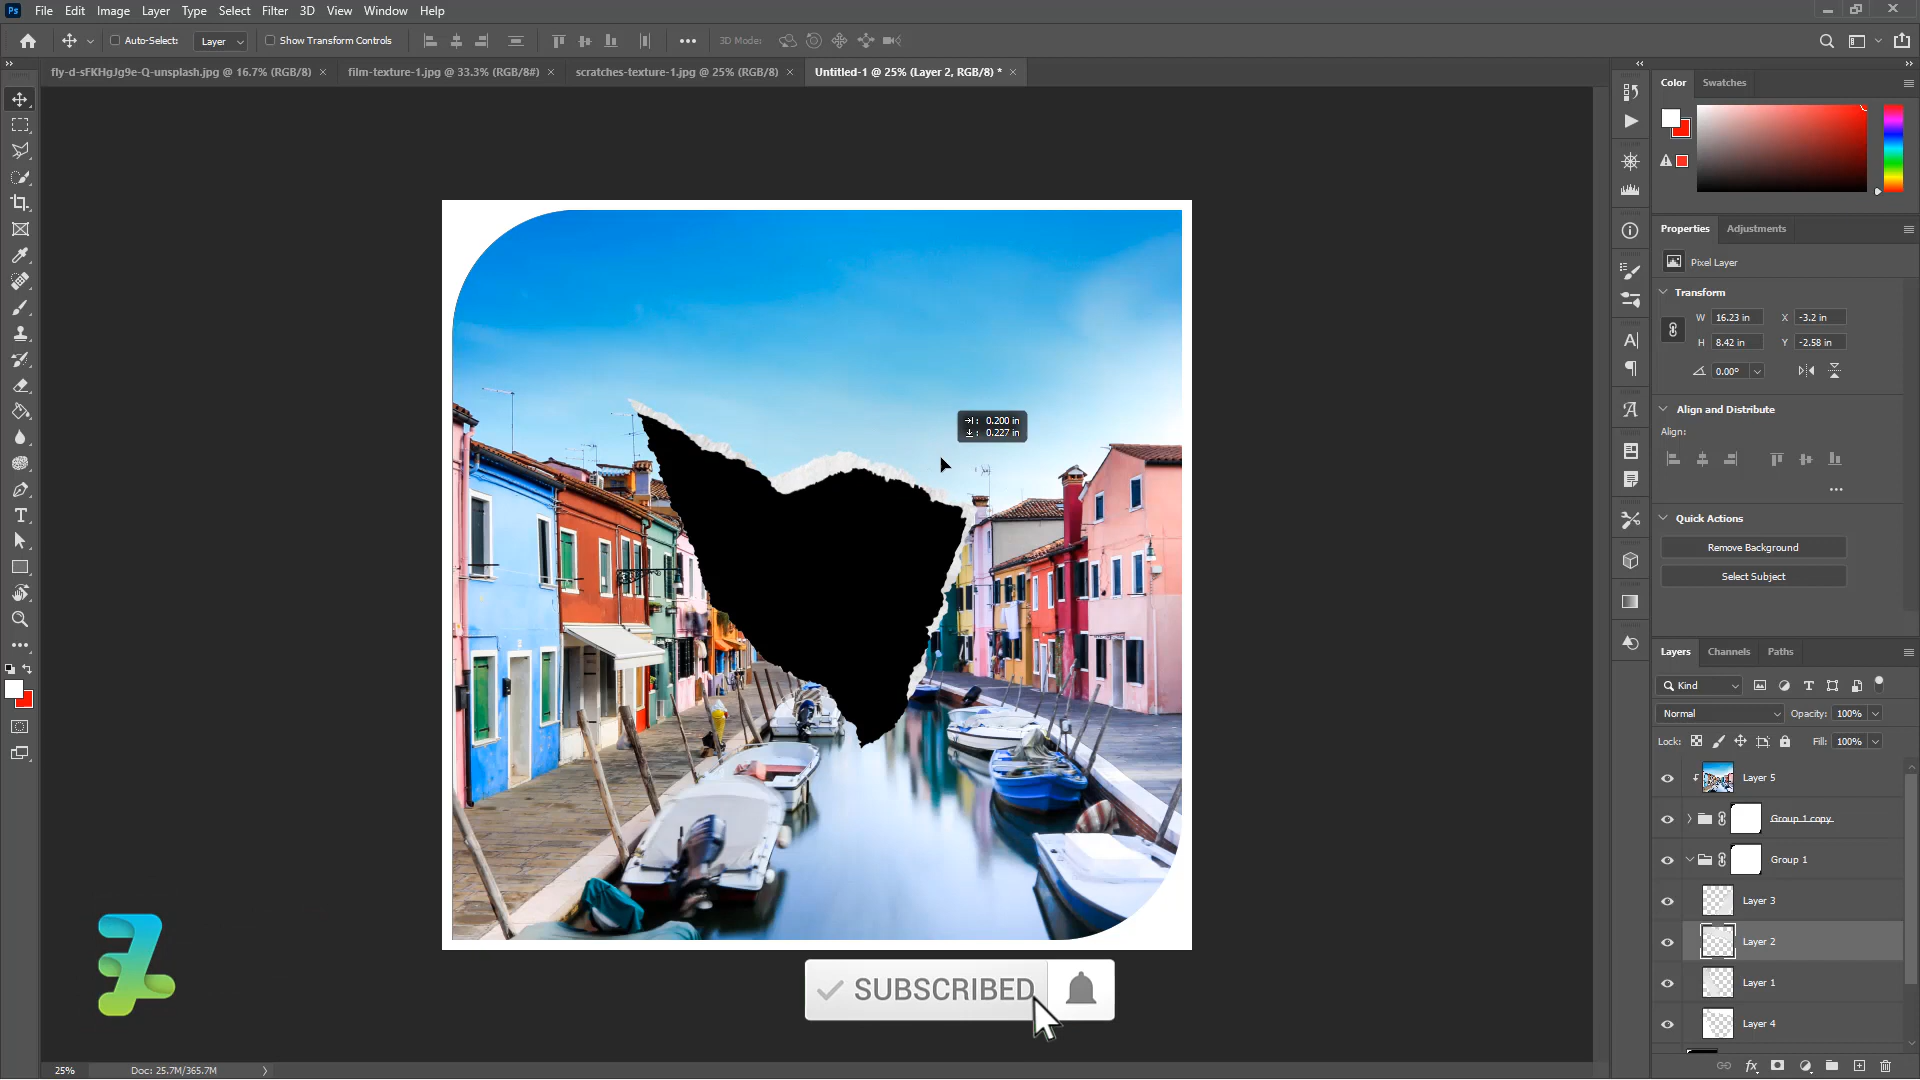 Ps File Edit Image Layer Type Select Filter 3D View Window Help
Auto-Select: Layer Show Transform Controls 3D Mode:
fly-d-sFKHgJg9e-Q-unsplash.jpg @ 16.7% (RGB/8) film-texture-1.jpg @ 33.3% (RGB/8#) scratches-texture-1.jpg @ 25% (RGB/8) Untitled-1 @ 25% (Layer 2, RGB/8) *
Color Swatches
Properties Adjustments
Pixel Layer
Transform
W 16.23 in X -3.2 in
H 8.42 in Y -2.58 in
0.00°
Align and Distribute
Align:
0.200 in
0.227 in
Quick Actions
Remove Background
Select Subject
Layers Channels Paths
Kind
Normal Opacity: 100%
Lock: Fill: 100%
Layer 5
Group 1 copy
Group 1
Layer 3
Layer 2
Layer 1
Layer 4
SUBSCRIBED
25% Doc: 25.7M/365.7M